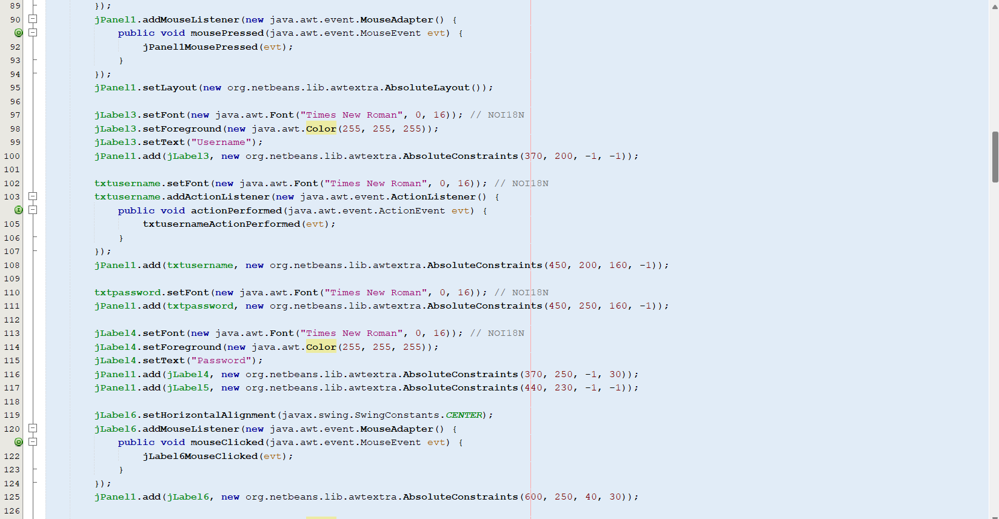 89 });
90 jPanel1.addMouseListener(new java.awt.event.MouseAdapter() {
public void mousePressed(java.awt.event.MouseEvent evt) {
92 jPanel1MousePressed(evt);
93 }
94 });
95 jPanel1.setLayout(new org.netbeans.lib.awtextra.AbsoluteLayout());
96
97 jLabel3.setFont(new java.awt.Font("Times New Roman", 0, 16)); // NOI18N
98 jLabel3.setForeground(new java.awt.Color(255, 255, 255));
99 jLabel3.setText("Username");
100 jPanel1.add(jLabel3, new org.netbeans.lib.awtextra.AbsoluteConstraints(370, 200, -1, -1));
101
102 txtusername.setFont(new java.awt.Font("Times New Roman", 0, 16)); // NOI18N
103 txtusername.addActionListener(new java.awt.event.ActionListener() {
public void actionPerformed(java.awt.event.ActionEvent evt) {
105 txtusernameActionPerformed(evt);
106 }
107 });
108 jPanel1.add(txtusername, new org.netbeans.lib.awtextra.AbsoluteConstraints(450, 200, 160, -1));
109
110 txtpassword.setFont(new java.awt.Font("Times New Roman", 0, 16)); // NOI18N
111 jPanel1.add(txtpassword, new org.netbeans.lib.awtextra.AbsoluteConstraints(450, 250, 160, -1));
112
113 jLabel4.setFont(new java.awt.Font("Times New Roman", 0, 16)); // NOI18N
114 jLabel4.setForeground(new java.awt.Color(255, 255, 255));
115 jLabel4.setText("Password");
116 jPanel1.add(jLabel4, new org.netbeans.lib.awtextra.AbsoluteConstraints(370, 250, -1, 30));
117 jPanel1.add(jLabel5, new org.netbeans.lib.awtextra.AbsoluteConstraints(440, 230, -1, -1));
118
119 jLabel6.setHorizontalAlignment(javax.swing.SwingConstants.CENTER);
120 jLabel6.addMouseListener(new java.awt.event.MouseAdapter() {
public void mouseClicked(java.awt.event.MouseEvent evt) {
122 jLabel6MouseClicked(evt);
123 }
124 });
125 jPanel1.add(jLabel6, new org.netbeans.lib.awtextra.AbsoluteConstraints(600, 250, 40, 30));
126